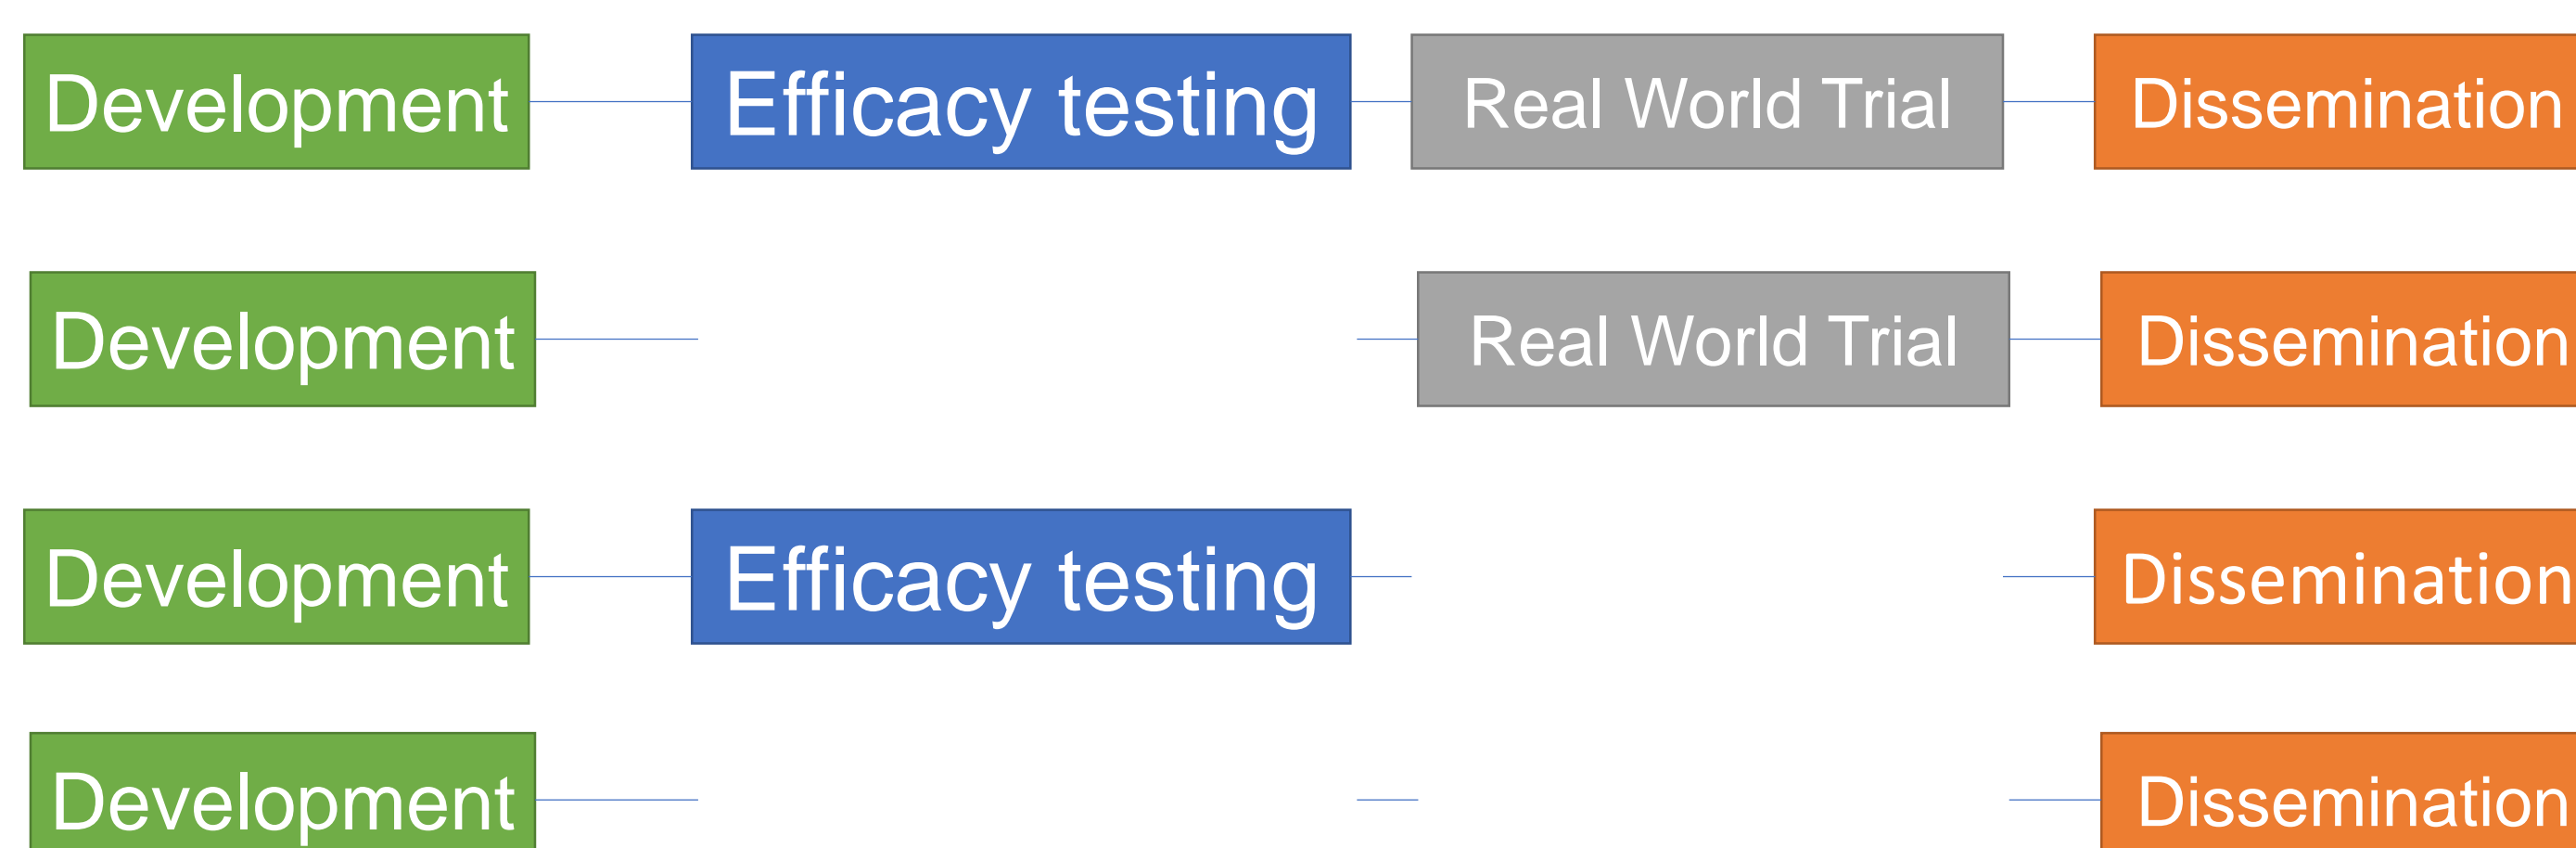 Development Efficacy testing Real World Trial Dissemination
Development Real World Trial Dissemination
Development Efficacy testing Dissemination
Development Dissemination